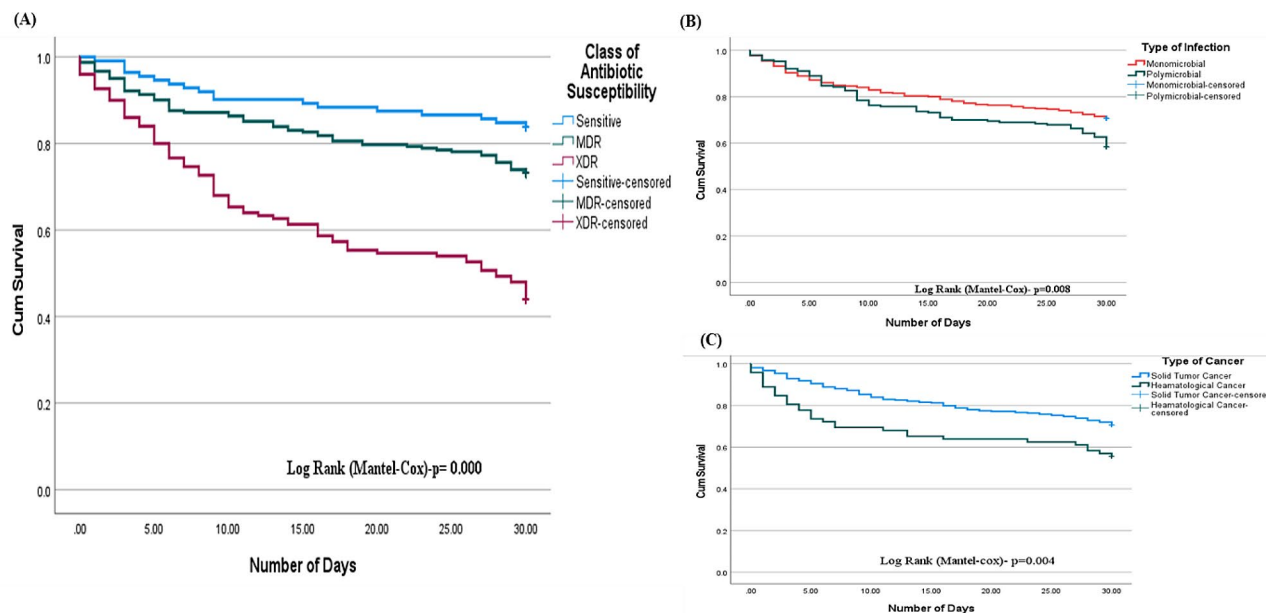 (A)
Class of
Antibiotic
Susceptibility
Sensitive
MDR
XDR
Sensitive-censored
MDR-censored
XDR-censored
Cum Survival
1.0
0.8
0.6
0.4
0.2
0.0
Log Rank (Mantel-Cox)-p= 0.000
.00 5.00 10.00 15.00 20.00 25.00 30.00
Number of Days
(B)
Type of Infection
Monomicrobial
Polymicrobial
Monomicrobial-censored
Polymicrobial-censored
Cum Survival
1.0
0.8
0.6
0.4
0.2
0.0
Log Rank (Mantel-Cox)- p=0.008
.00 5.00 10.00 15.00 20.00 25.00 30.00
Number of Days
(C)
Type of Cancer
Solid Tumor Cancer
Heamatological Cancer
Solid Tumor Cancer-censore
Heamatological Cancer-
censored
Cum Survival
1.0
0.8
0.6
0.4
0.2
0.0
Log Rank (Mantel-cox)- p=0.004
.00 5.00 10.00 15.00 20.00 25.00 30.00
Number of Days